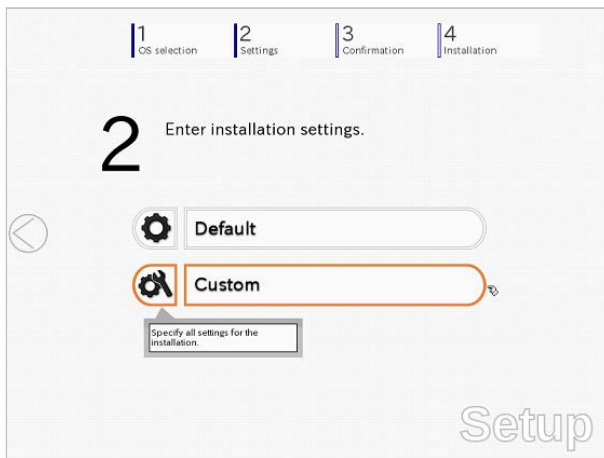 1
OS selection
2
Settings
3
Confirmation
4
Installation
2
Enter installation settings.
Default
Custom
Specify all settings for the
installation.
Setup